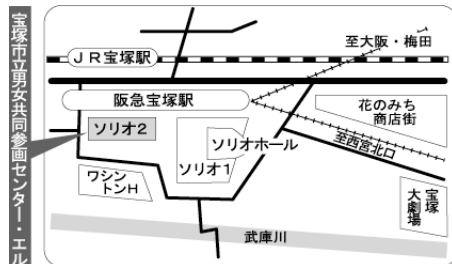 宝塚市立男女共同参画センター・エル
至大阪・梅田
JR宝塚駅
阪急宝塚駅
花のみち
商店街
ソリオ2
ソリオホール
ソリオ1
至西宮北口
ワシン
トンH
宝塚
大劇場
武庫川